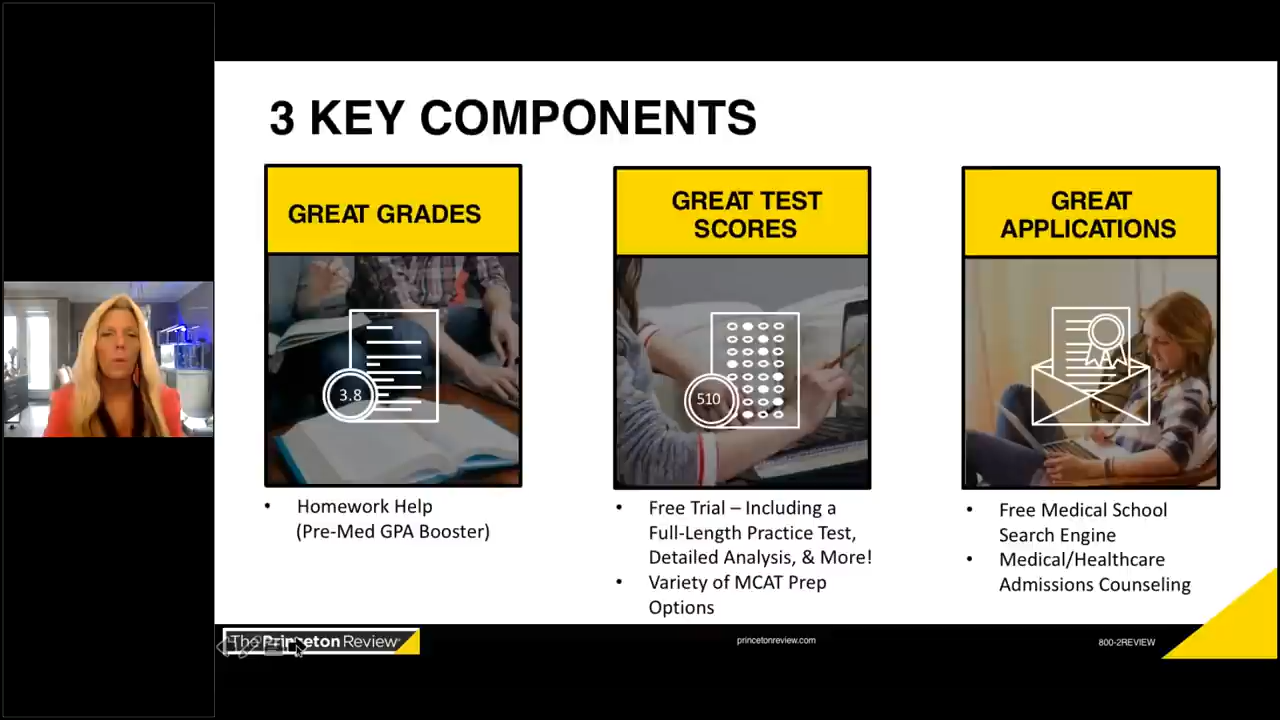 3 KEY COMPONENTS
GREAT GRADES
3.8
• Homework Help
(Pre-Med GPA Booster)
GREAT TEST
SCORES
510
• Free Trial – Including a
Full-Length Practice Test,
Detailed Analysis, & More!
• Variety of MCAT Prep
Options
GREAT
APPLICATIONS
• Free Medical School
Search Engine
• Medical/Healthcare
Admissions Counseling
The Princeton Review
princetonreview.com
800-2REVIEW